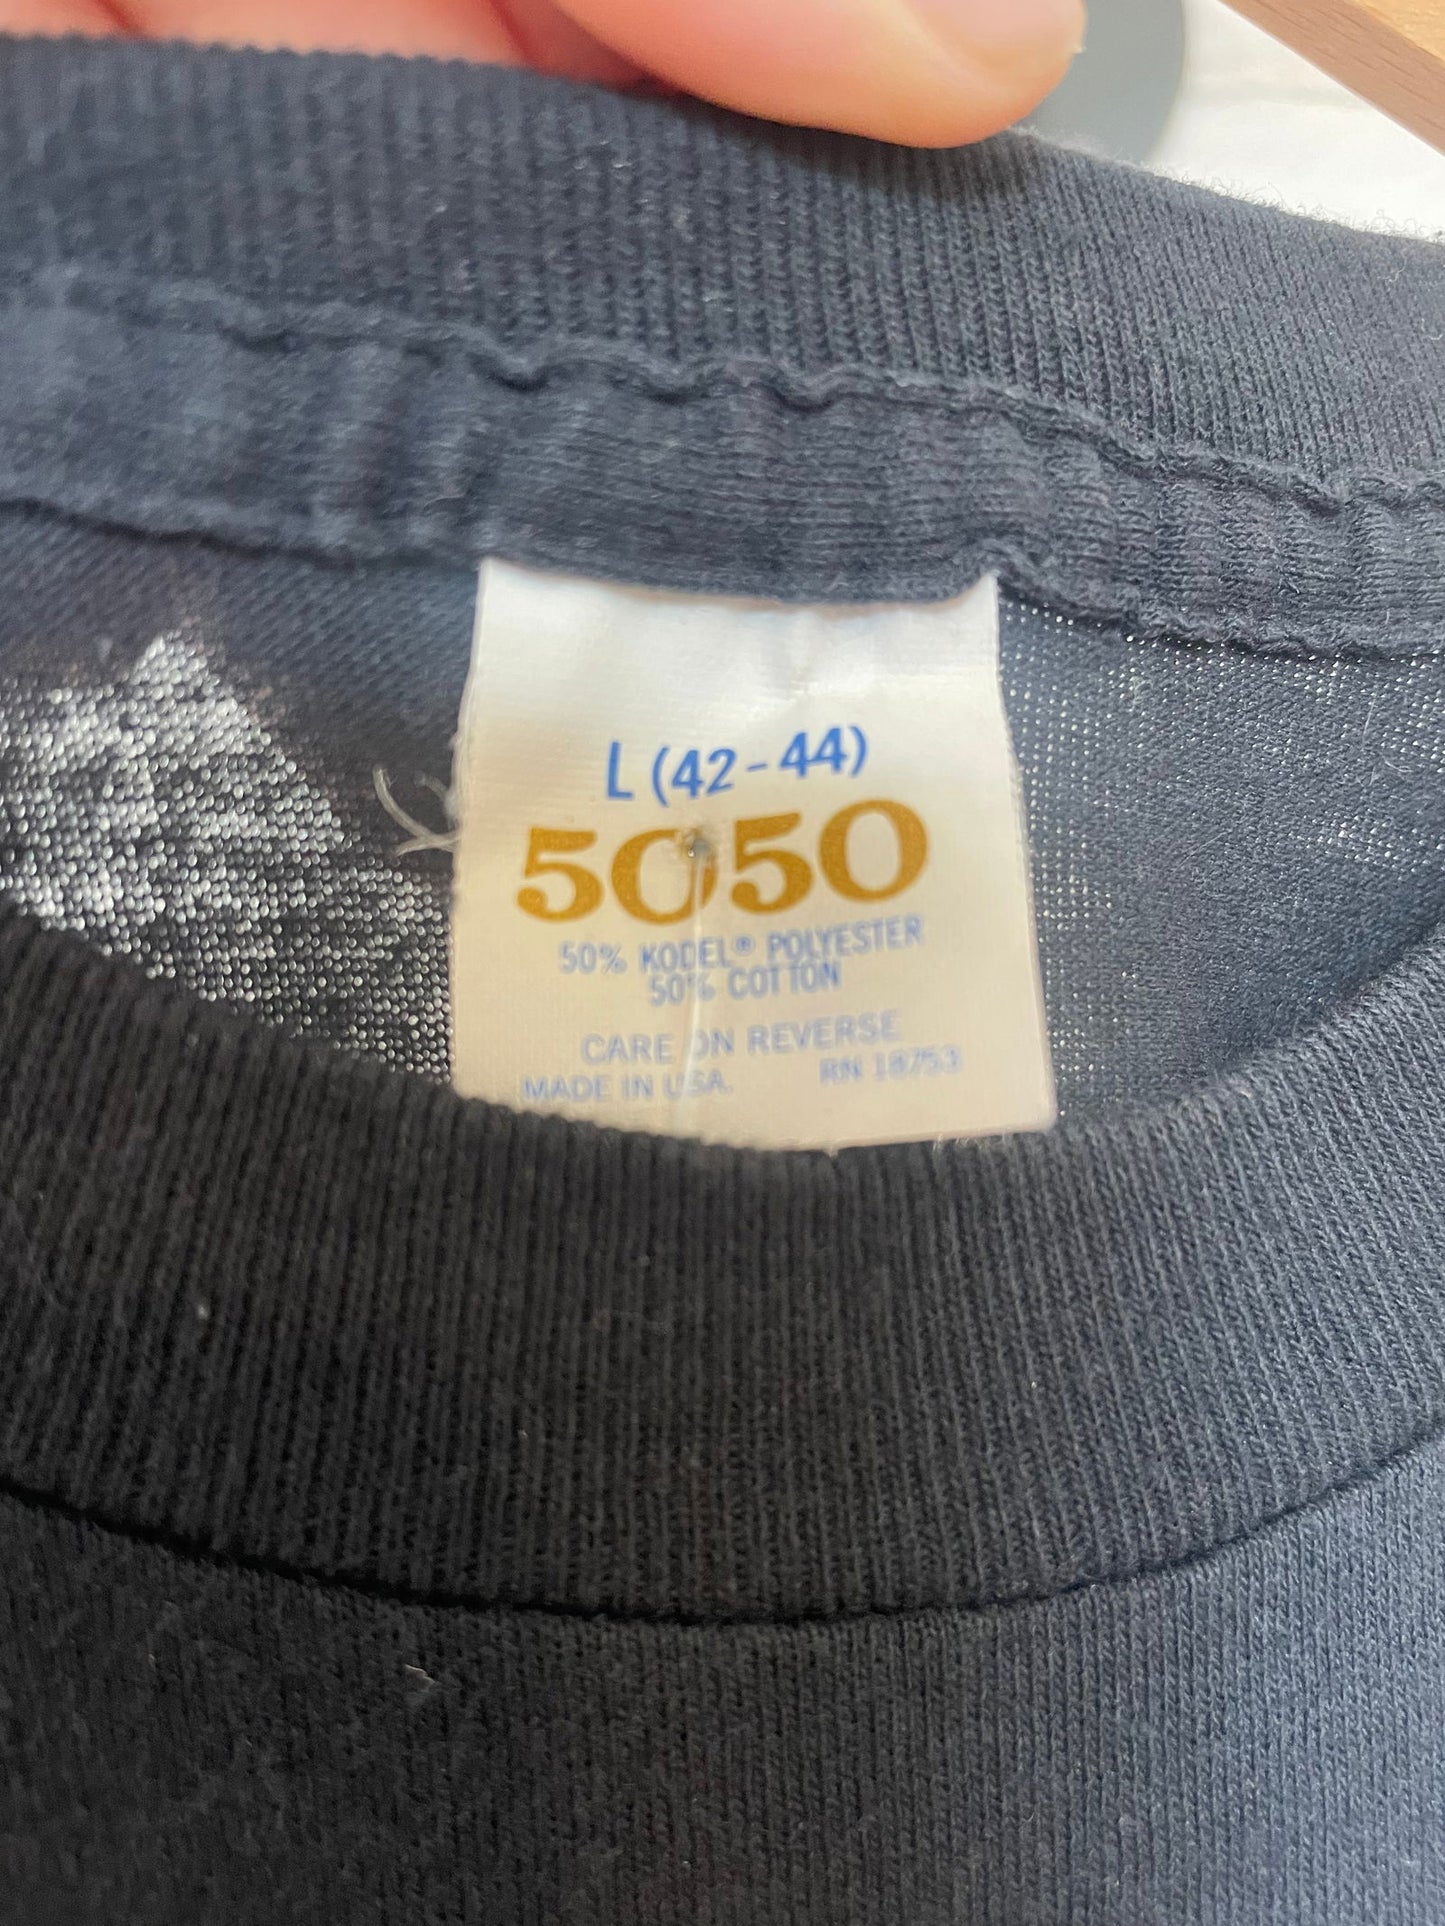 L (42-44)
5050
50% KODEL® POLYESTER
50% COTTON
CARE ON REVERSE
MADE IN USA. RN 18753